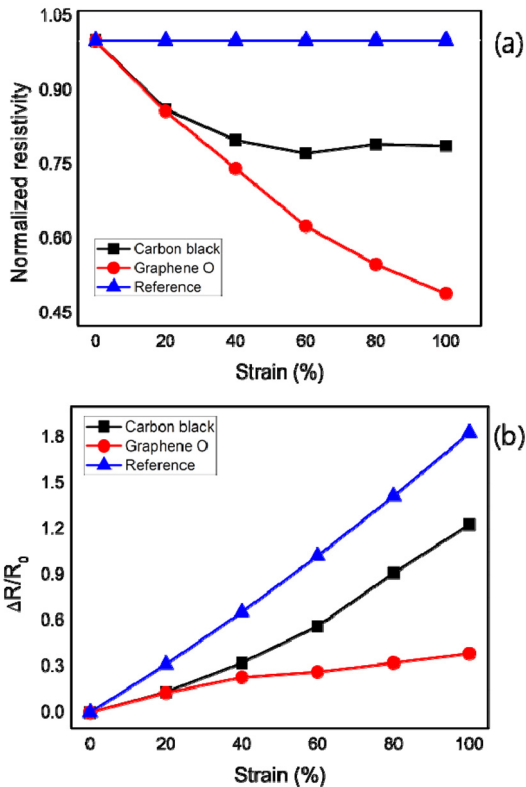 (a)
Normalized resistivity
1.05
0.90
0.75
0.60
0.45
Carbon black
Graphene O
Reference
0 20 40 60 80 100
Strain (%)
(b)
ΔR/R0
1.8
1.5
1.2
0.9
0.6
0.3
0.0
Carbon black
Graphene O
Reference
0 20 40 60 80 100
Strain (%)